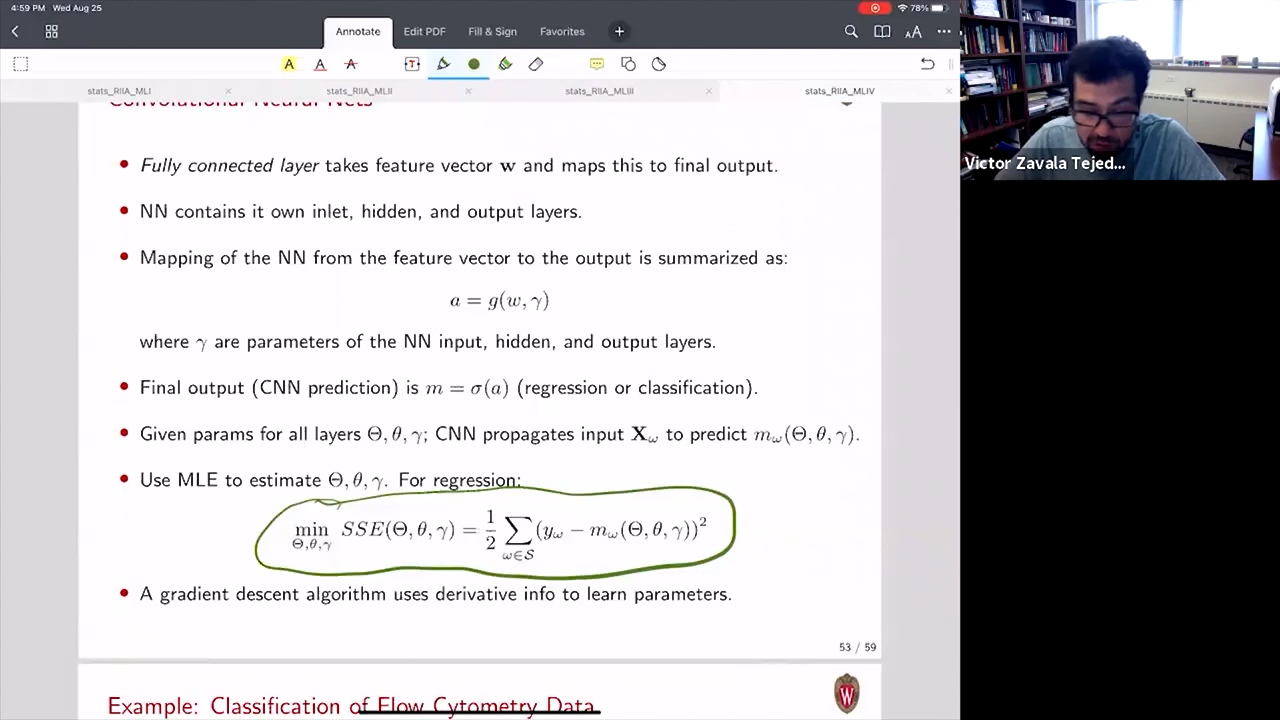 4:59 PM Wed Aug 25
78%
Annotate Edit PDF Fill & Sign Favorites
stats_RIIA_MLI stats_RIIA_MLII stats_RIIA_MLIII stats_RIIA_MLIV
Convolutional Neural Nets
• Fully connected layer takes feature vector w and maps this to final output.
• NN contains it own inlet, hidden, and output layers.
• Mapping of the NN from the feature vector to the output is summarized as:
a = g(w, γ)
where γ are parameters of the NN input, hidden, and output layers.
• Final output (CNN prediction) is m = σ(a) (regression or classification).
• Given params for all layers Θ, θ, γ; CNN propagates input X_ω to predict m_ω(Θ, θ, γ).
• Use MLE to estimate Θ, θ, γ. For regression:
min_{Θ,θ,γ} SSE(Θ, θ, γ) = 1/2 ∑_{ω∈S} (y_ω − m_ω(Θ, θ, γ))²
• A gradient descent algorithm uses derivative info to learn parameters.
53 / 59
Example: Classification of Flow Cytometry Data
W
Victor Zavala Tejed...